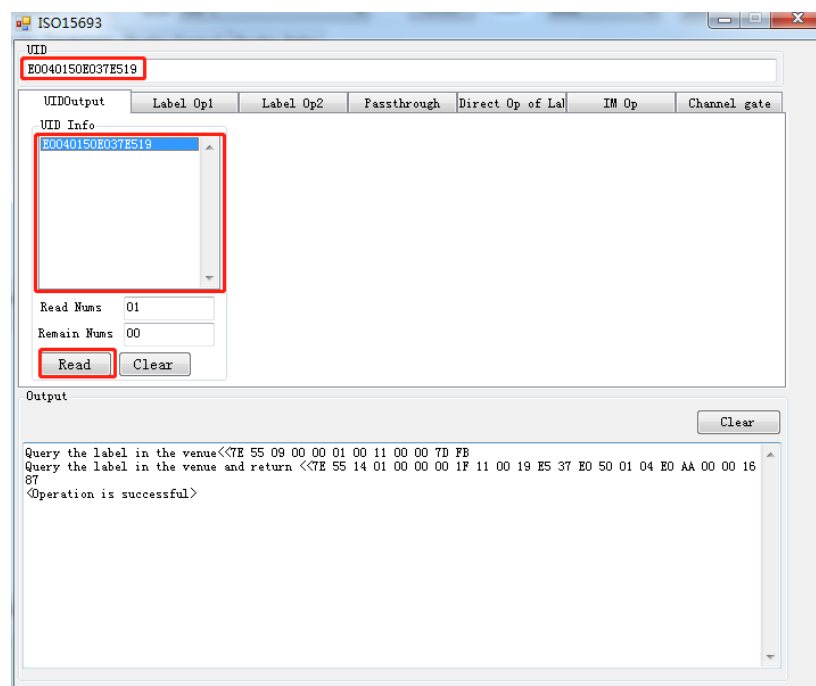 ISO15693
UID
E0040150E037E519
UIDOutput Label Op1 Label Op2 Passthrough Direct Op of Lal IM Op Channel gate
UID Info
E0040150E037E519
Read Nums 01
Remain Nums 00
Read Clear
Output
Clear
Query the label in the venue<<7E 55 09 00 00 01 00 11 00 00 7D FB
Query the label in the venue and return <<7E 55 14 01 00 00 00 1F 11 00 19 E5 37 E0 50 01 04 E0 AA 00 00 16
87
<Operation is successful>